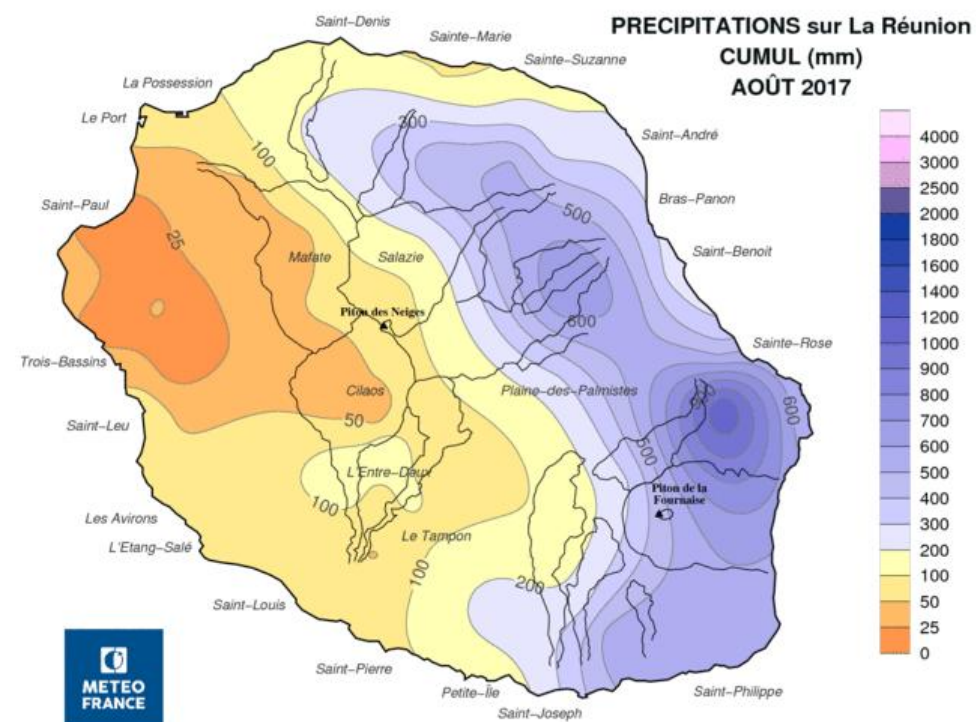 PRECIPITATIONS sur La Réunion
CUMUL (mm)
AOÛT 2017
Saint-Denis
Sainte-Marie
Sainte-Suzanne
La Possession
Le Port
Saint-André
Saint-Paul
Bras-Panon
Saint-Benoit
Mafate
Salazie
Piton des Neiges
Trois-Bassins
Sainte-Rose
Cilaos
Plaine-des-Palmistes
Saint-Leu
L'Entre-Deux
Piton de la
Fournaise
Les Avirons
L'Etang-Salé
Le Tampon
Saint-Louis
Saint-Pierre
Petite-Île
Saint-Joseph
Saint-Philippe
300
100
500
25
600
50
600
500
100
100
200
4000
3000
2500
2000
1800
1600
1400
1200
1000
900
800
700
600
500
400
300
200
100
50
25
0
METEO
FRANCE